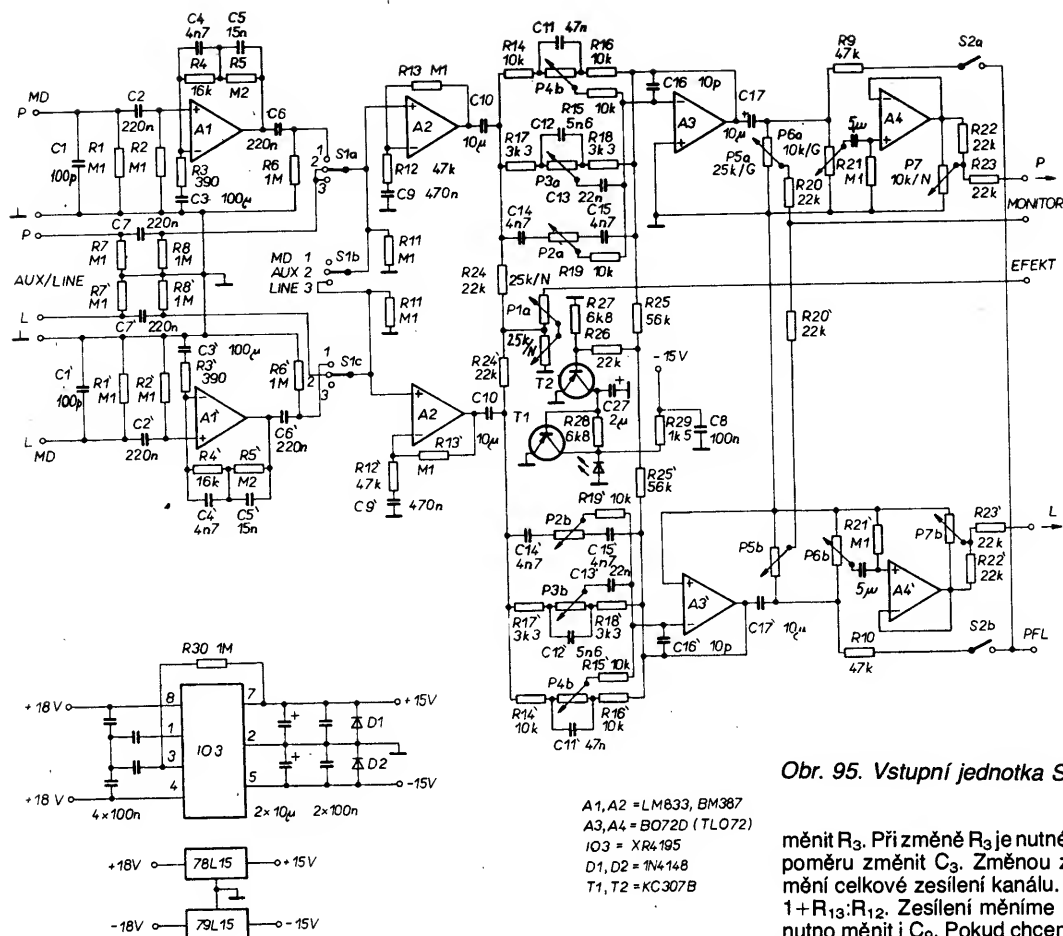 C4
4n7
C5
15n
R4
16k
R5
M2
MD
P
C2
220n
A1
C6
220n
C1
100p
R1
M1
R2
M1
R3
390
C3
100µ
R6
1M
1
2
3
S1a
R13 M1
A2
R12
47k
C9
470n
C10
10µ
P
C7
220n
R7
M1
R8
1M
AUX/LINE
R7`
M1
R8`
1M
L
C7`
220n
MD 1
AUX 2
LINE 3
S1b
R11
M1
R11
M1
C1`
100p
R1`
M1
R2`
M1
C3`
100µ
R3`
390
R6`
1M
1
2
3
S1c
A1`
C6`
220n
C2`
220n
L
MD
R4`
16k
R5`
M2
C4`
4n7
C5`
15n
A2
C10
10µ
R13`
M1
R12`
47k
C9`
470n
C11 47n
R14
10k
R16
10k
P4b
R15
10k
C12 5n6
R17
3k3
R18
3k3
P3a
C13 22n
C14
4n7
C15
4n7
P2a
R19 10k
C16 10p
A3
C17
10µ
R24
22k
25k/N
P1a
25k/N
R27
6k8
R26
22k
R25
56k
T2
-15V
C27
2µ
R24`
22k
T1
R28
6k8
R29
1k5
C8
100n
R25`
56k
R9
47k
S2a
P6a
10k/G
P5a
25k/G
5µ
A4
R21
M1
R20
22k
P7
10k/N
R22
22k
R23
22k
P
MONITOR
EFEKT
R20`
22k
R19` 10k
P2b
C14`
4n7
C15`
4n7
C13` 22n
P3b
R17`
3k3
R18`
3k3
C12` 5n6
R15` 10k
P4b
R14`
10k
R16`
10k
C11` 47n
A3`
C16` 10p
C17` 10µ
P5b
P6b
R21`
M1
5µ
A4`
P7b
R23`
22k
R22`
22k
L
R10
47k
S2b
PFL
R30 1M
+18V
8
1
3
4
IO3
7
2
5
+15V
D1
D2
-15V
+18V
4x100n
2x10µ
2x100n
+18V
78L15
+15V
-18V
79L15
-15V
A1, A2 = LM833, BM387
A3, A4 = B072D (TL072)
IO3 = XR4195
D1, D2 = 1N4148
T1, T2 = KC307B
Obr. 95. Vstupní jednotka S
měnit R₃. Při změně R₃ je nutné
poměru změnit C₃. Změnou z
mění celkové zesílení kanálu.
1+R₁₃:R₁₂. Zesílení měníme
nutno měnit i C₉. Pokud chcem